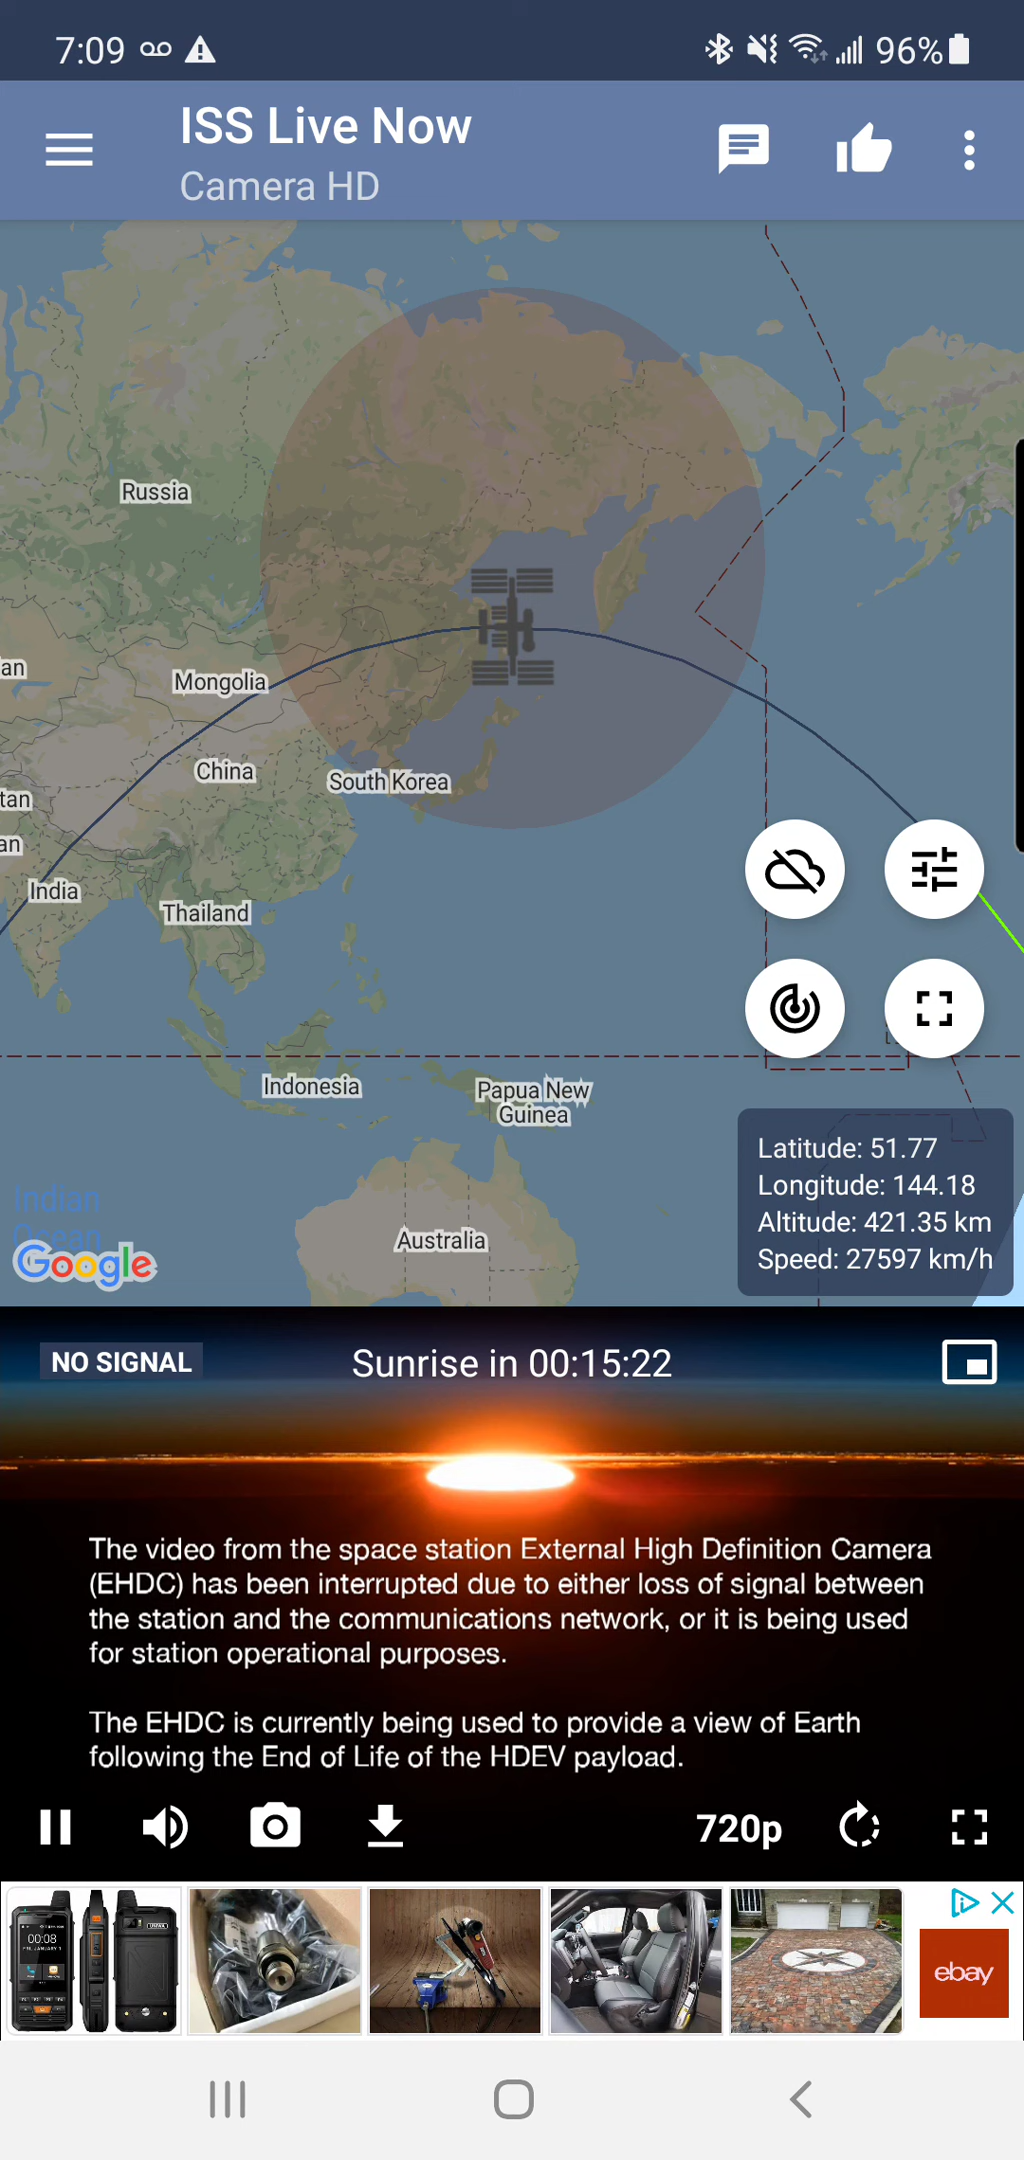 7:09
96%
ISS Live Now
Camera HD
Russia
an
Mongolia
China
South Korea
tan
an
India
Thailand
Indonesia
Papua New
Guinea
Latitude: 51.77
Longitude: 144.18
Altitude: 421.35 km
Speed: 27597 km/h
Indian
Ocean
Australia
Google
NO SIGNAL
Sunrise in 00:15:22
The video from the space station External High Definition Camera
(EHDC) has been interrupted due to either loss of signal between
the station and the communications network, or it is being used
for station operational purposes.
The EHDC is currently being used to provide a view of Earth
following the End of Life of the HDEV payload.
720p
00:08
ebay